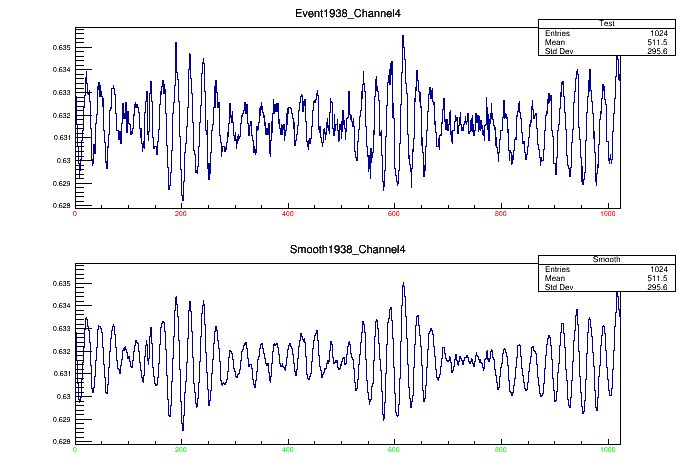 Event1938_Channel4
Test
Entries 1024
Mean 511.5
Std Dev 295.6
0.635
0.634
0.633
0.632
0.631
0.63
0.629
0.628
0 200 400 600 800 1000
Smooth1938_Channel4
Smooth
Entries 1024
Mean 511.5
Std Dev 295.6
0.635
0.634
0.633
0.632
0.631
0.63
0.629
0.628
0 200 400 600 800 1000